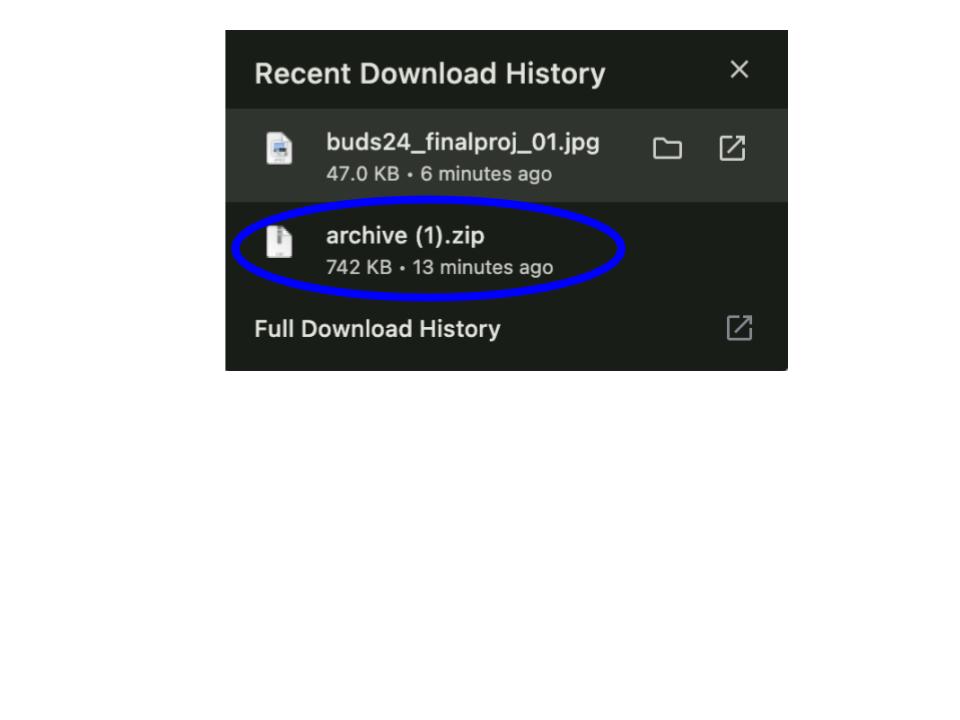 Recent Download History
buds24_finalproj_01.jpg
47.0 KB • 6 minutes ago
archive (1).zip
742 KB • 13 minutes ago
Full Download History